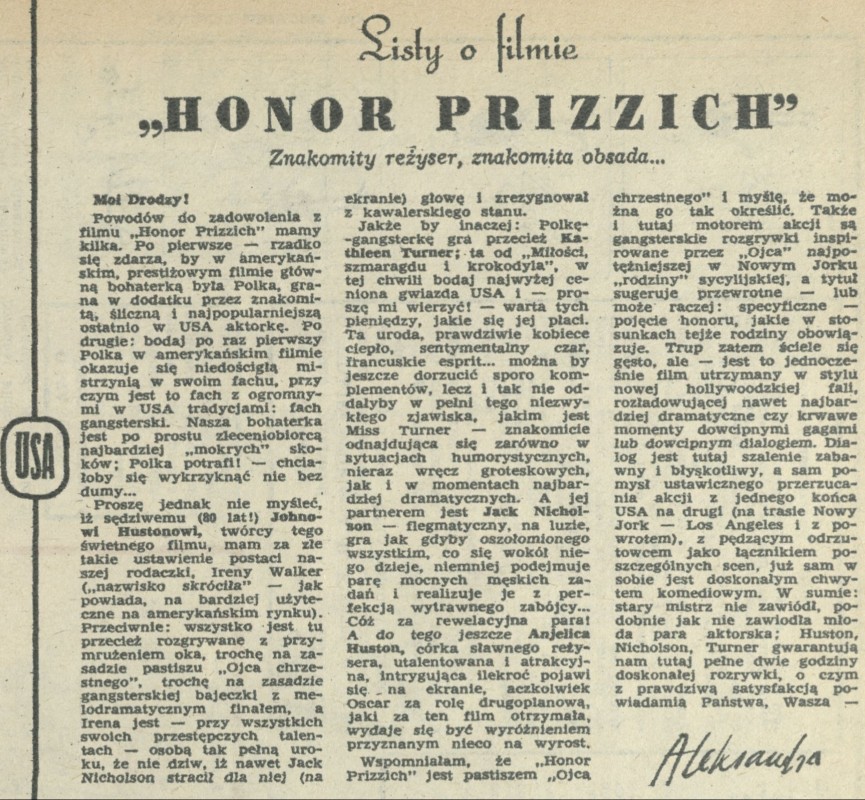 Listy o filmie
„HONOR PRIZZICH”
Znakomity reżyser, znakomita obsada...
USA
Moi Drodzy!
Powodów do zadowolenia z
filmu „Honor Prizzich” mamy
kilka. Po pierwsze — rzadko
się zdarza, by w amerykań-
skim, prestiżowym filmie głów-
ną bohaterką była Polka, gra-
na w dodatku przez znakomi-
tą, śliczną i najpopularniejszą
ostatnio w USA aktorkę. Po
drugie: bodaj po raz pierwszy
Polka w amerykańskim filmie
okazuje się niedościgłą mi-
strzynią w swoim fachu, przy
czym jest to fach z ogromny-
mi w USA tradycjami: fach
gangsterski. Nasza bohaterka
jest po prostu zleceniobiorcą
najbardziej „mokrych” sko-
ków; Polka potrafi! — chcia-
łoby się wykrzyknąć nie bez
dumy...
Proszę jednak nie myśleć,
iż sędziwemu (80 lat!) Johno-
wi Hustonowi, twórcy tego
świetnego filmu, mam za złe
takie ustawienie postaci na-
szej rodaczki, Ireny Walker
(„nazwisko skróciła” — jak
powiada, na bardziej użyte-
czne na amerykańskim rynku).
Przeciwnie: wszystko jest tu
przecież rozgrywane z przy-
mrużeniem oka, trochę na za-
sadzie pastiszu „Ojca chrze-
stnego”, trochę na zasadzie
gangsterskiej bajeczki z me-
lodramatycznym finałem, a
Irena jest — przy wszystkich
swoich przestępczych talen-
tach — osobą tak pełną uro-
ku, że nie dziw, iż nawet Jack
Nicholson stracił dla niej (na
ekranie) głowę i zrezygnował
z kawalerskiego stanu.
Jakże by inaczej: Polkę-
-gangsterkę gra przecież Ka-
thleen Turner; ta od „Miłości,
szmaragdu i krokodyla”, w
tej chwili bodaj najwyżej ce-
niona gwiazda USA i — pro-
szę mi wierzyć! — warta tych
pieniędzy, jakie się jej płaci.
Ta uroda, prawdziwie kobiece
ciepło, sentymentalny czar,
francuskie esprit... można by
jeszcze dorzucić sporo kom-
plementów, lecz i tak nie od-
dałyby w pełni tego niezwy-
kłego zjawiska, jakim jest
Miss Turner — znakomicie
odnajdująca się zarówno w
sytuacjach humorystycznych,
nieraz wręcz groteskowych,
jak i w momentach najbar-
dziej dramatycznych. A jej
partnerem jest Jack Nichol-
son — flegmatyczny, na luzie,
gra jak gdyby oszołomionego
wszystkim, co się wokół nie-
go dzieje, niemniej podejmuje
parę mocnych męskich za-
dań i realizuje je z per-
fekcją wytrawnego zabójcy...
Cóż za rewelacyjna para!
A do tego jeszcze Anjelica
Huston, córka sławnego reży-
sera, utalentowana i atrakcyj-
na, intrygująca ilekroć pojawi
się na ekranie, aczkolwiek
Oscar za rolę drugoplanową,
jaki za ten film otrzymała,
wydaje się być wyróżnieniem
przyznanym nieco na wyrost.
Wspomniałam, że „Honor
Prizzich” jest pastiszem „Ojca
chrzestnego” i myślę, że mo-
żna go tak określić. Także
i tutaj motorem akcji są
gangsterskie rozgrywki inspi-
rowane przez „Ojca” najpo-
tężniejszej w Nowym Jorku
„rodziny” sycylijskiej, a tytuł
sugeruje przewrotne — lub
może raczej: specyficzne —
pojęcie honoru, jakie w sto-
sunkach tejże rodziny obowią-
zuje. Trup zatem ściele się
gęsto, ale — jest to jednocze-
śnie film utrzymany w stylu
nowej hollywoodzkiej fali,
rozładowującej nawet najbar-
dziej dramatyczne czy krwawe
momenty dowcipnymi gagami
lub dowcipnym dialogiem. Dia-
log jest tutaj szalenie zaba-
wny i błyskotliwy, a sam po-
mysł ustawicznego przerzuca-
nia akcji z jednego końca
USA na drugi (na trasie Nowy
Jork — Los Angeles i z po-
wrotem), z pędzącym odrzu-
towcem jako łącznikiem po-
szczególnych scen, już sam w
sobie jest doskonałym chwy-
tem komediowym. W sumie:
stary mistrz nie zawiódł, po-
dobnie jak nie zawiodła mło-
da para aktorska; Huston,
Nicholson, Turner gwarantują
nam tutaj pełne dwie godziny
doskonałej rozrywki, o czym
z prawdziwą satysfakcją po-
wiadamia Państwa, Wasza —
Aleksandra